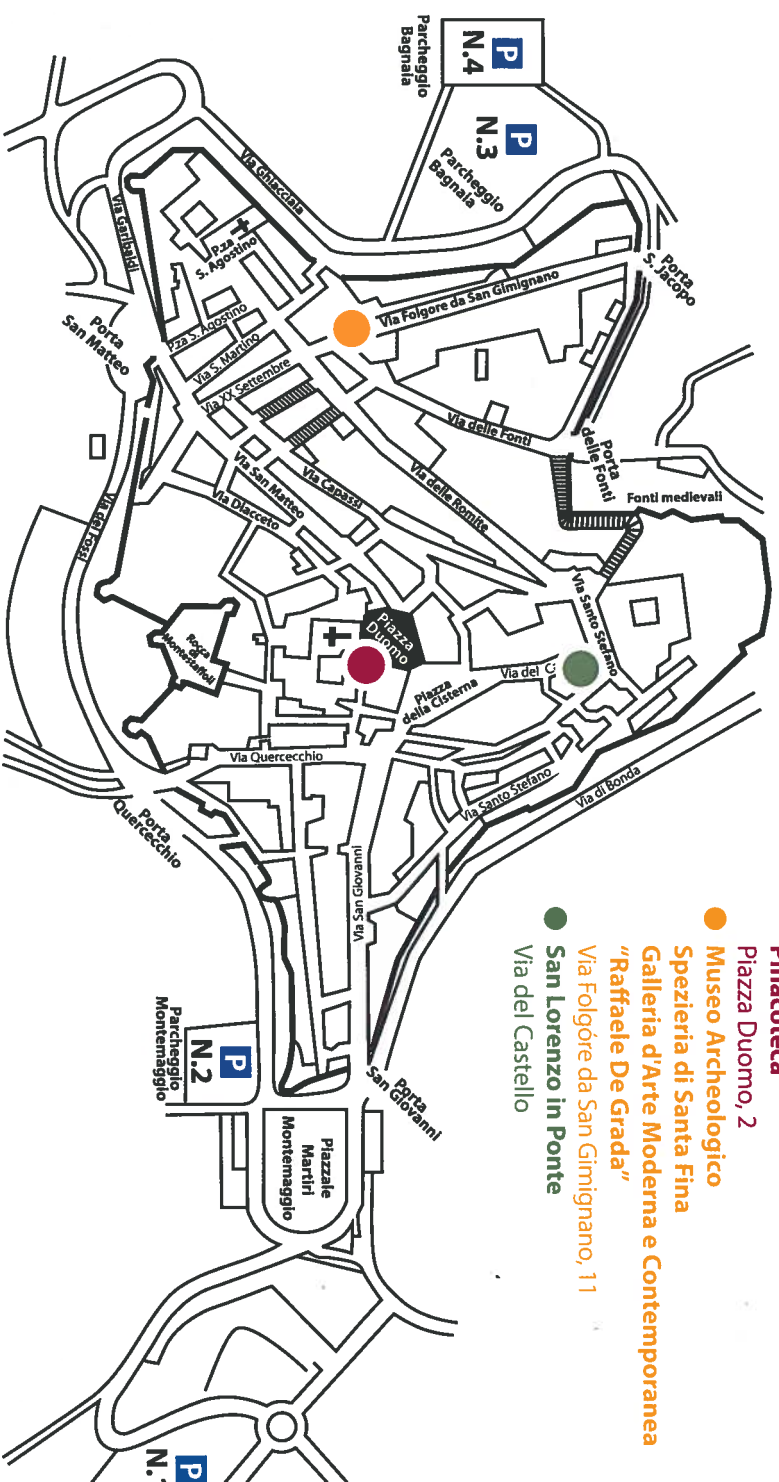 P
N.4
Parcheggio
Bagnaia
P
N.3
Parcheggio
Bagnaia
Via Ghiacciaia
Via Garibaldi
P.za
S. Agostino
Porta
S. Jacopo
Via Folgore da San Gimignano
Porta
San Matteo
P.za S. Agostino
Via S. Martino
Via XX Settembre
Via delle Fonti
Porta
delle Fonti
Fonti medievali
Via delle Romite
Via Capassi
Via San Matteo
Via Diacceto
Via dei Fossi
Via Santo Stefano
Piazza
Duomo
Rocca
di
Montestaffoli
Via del
Piazza
della Cisterna
Via Quercecchio
Via Santo Stefano
Via di Bonda
Porta
Quercecchio
Via San Giovanni
P
N.2
Parcheggio
Montemaggio
Porta
San Giovanni
Piazzale
Martiri
Montemaggio
P
Pinacoteca
Piazza Duomo, 2
Museo Archeologico
Spezieria di Santa Fina
Galleria d'Arte Moderna e Contemporanea
"Raffaele De Grada"
Via Folgóre da San Gimignano, 11
San Lorenzo in Ponte
Via del Castello